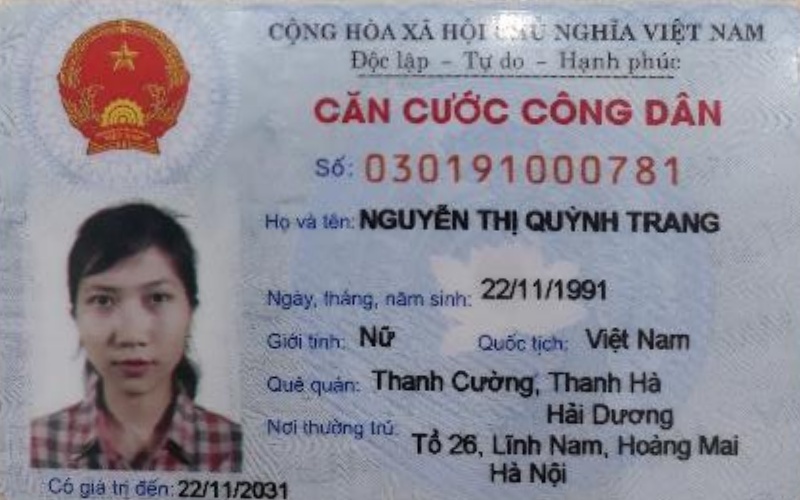 CỘNG HÒA XÃ HỘI CHỦ NGHĨA VIỆT NAM
Độc lập - Tự do - Hạnh phúc
CĂN CƯỚC CÔNG DÂN
Số: 030191000781
Họ và tên: NGUYỄN THỊ QUỲNH TRANG
Ngày, tháng, năm sinh: 22/11/1991
Giới tính: Nữ Quốc tịch: Việt Nam
Quê quán: Thanh Cường, Thanh Hà
Hải Dương
Nơi thường trú: Tổ 26, Lĩnh Nam, Hoàng Mai
Hà Nội
Có giá trị đến: 22/11/2031